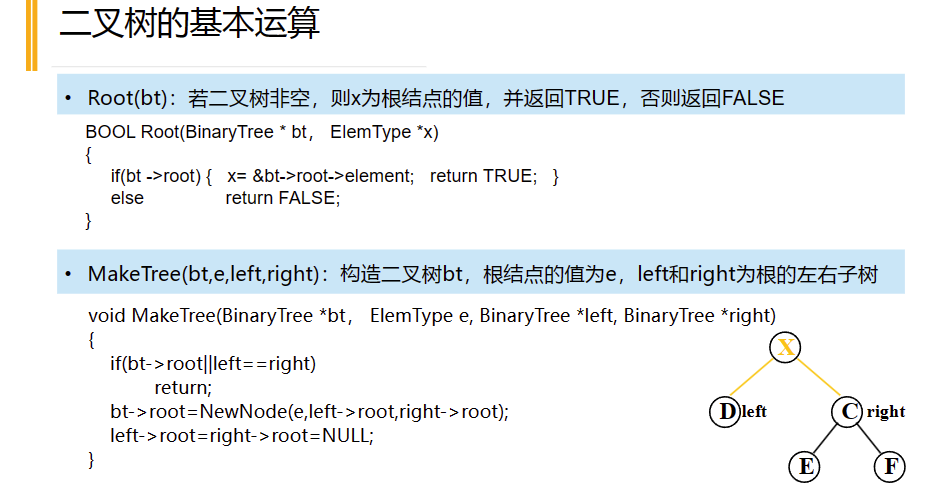 二叉树的基本运算
• Root(bt)：若二叉树非空，则x为根结点的值，并返回TRUE，否则返回FALSE
BOOL Root(BinaryTree * bt， ElemType *x)
{
if(bt ->root) { x= &bt->root->element; return TRUE; }
else return FALSE;
}
• MakeTree(bt,e,left,right)：构造二叉树bt，根结点的值为e，left和right为根的左右子树
void MakeTree(BinaryTree *bt， ElemType e, BinaryTree *left, BinaryTree *right)
{
if(bt->root||left==right)
return;
bt->root=NewNode(e,left->root,right->root);
left->root=right->root=NULL;
}
X
D left C right
E F